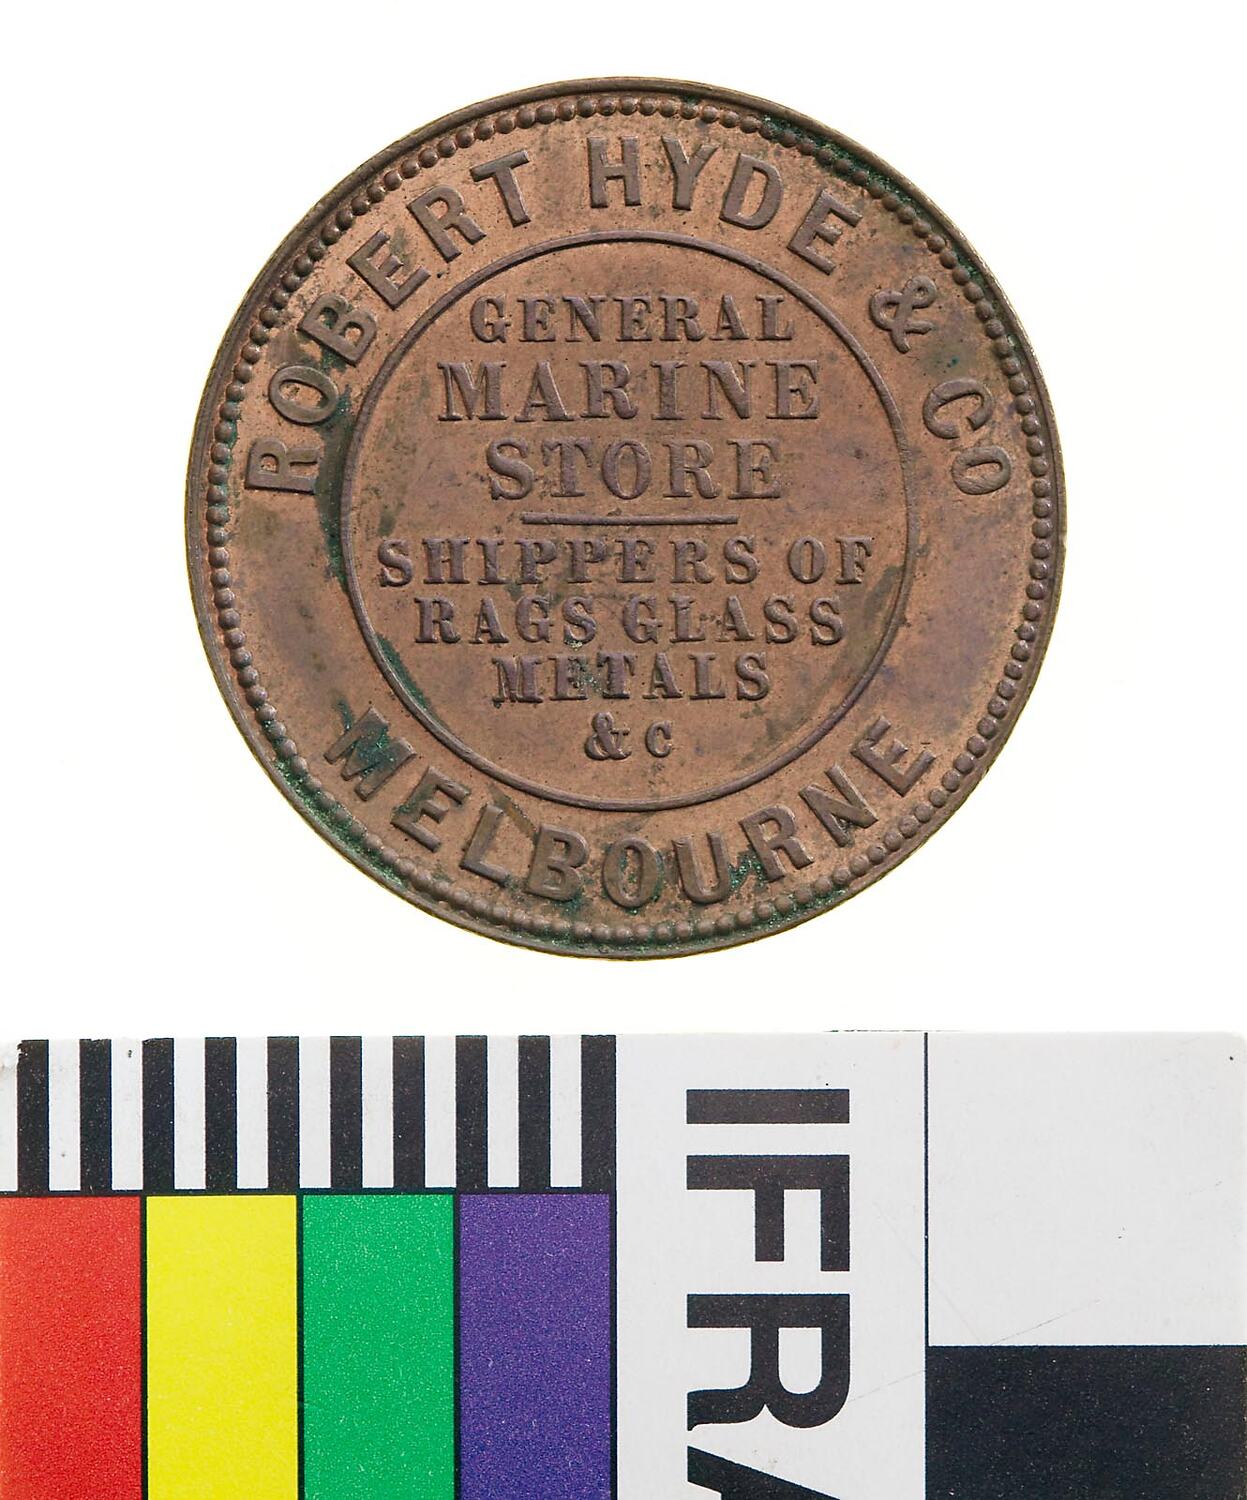 ROBERT HYDE & CO
GENERAL
MARINE
STORE
SHIPPERS OF
RAGS GLASS
METALS
& C
MELBOURNE
IFRA